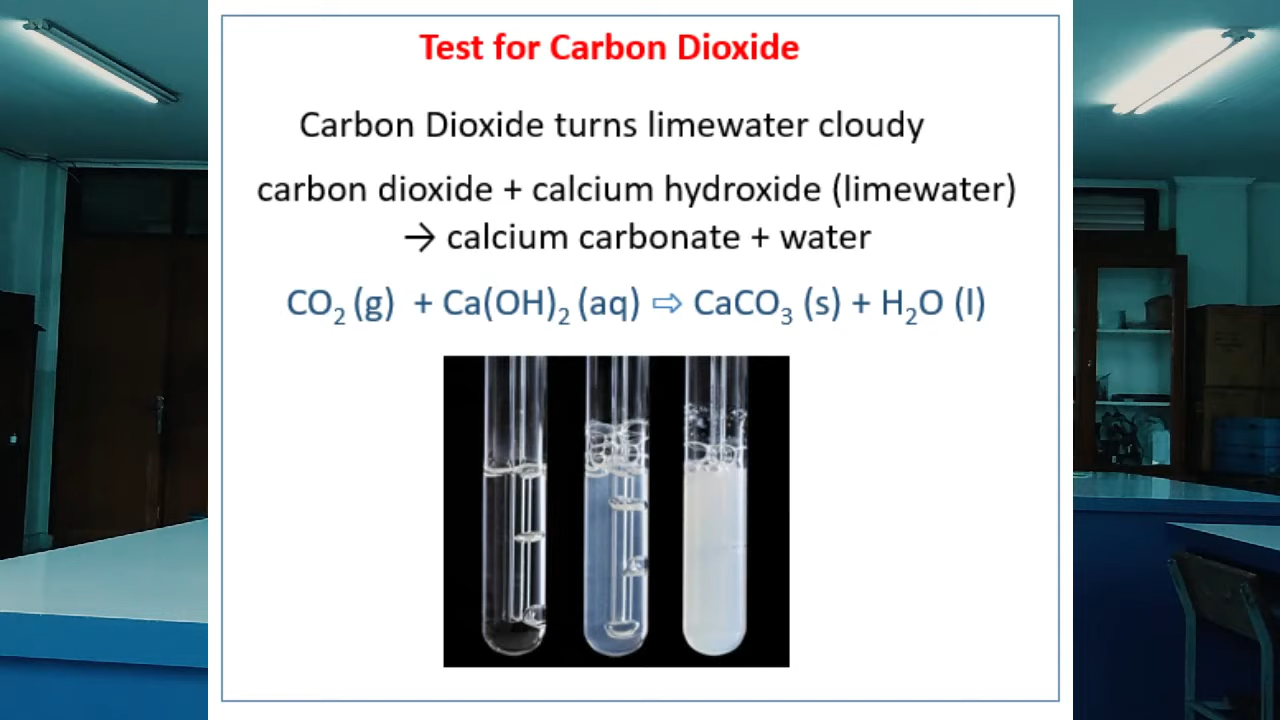 Test for Carbon Dioxide
Carbon Dioxide turns limewater cloudy
carbon dioxide + calcium hydroxide (limewater)
→ calcium carbonate + water
CO₂ (g) + Ca(OH)₂ (aq) ⇨ CaCO₃ (s) + H₂O (l)